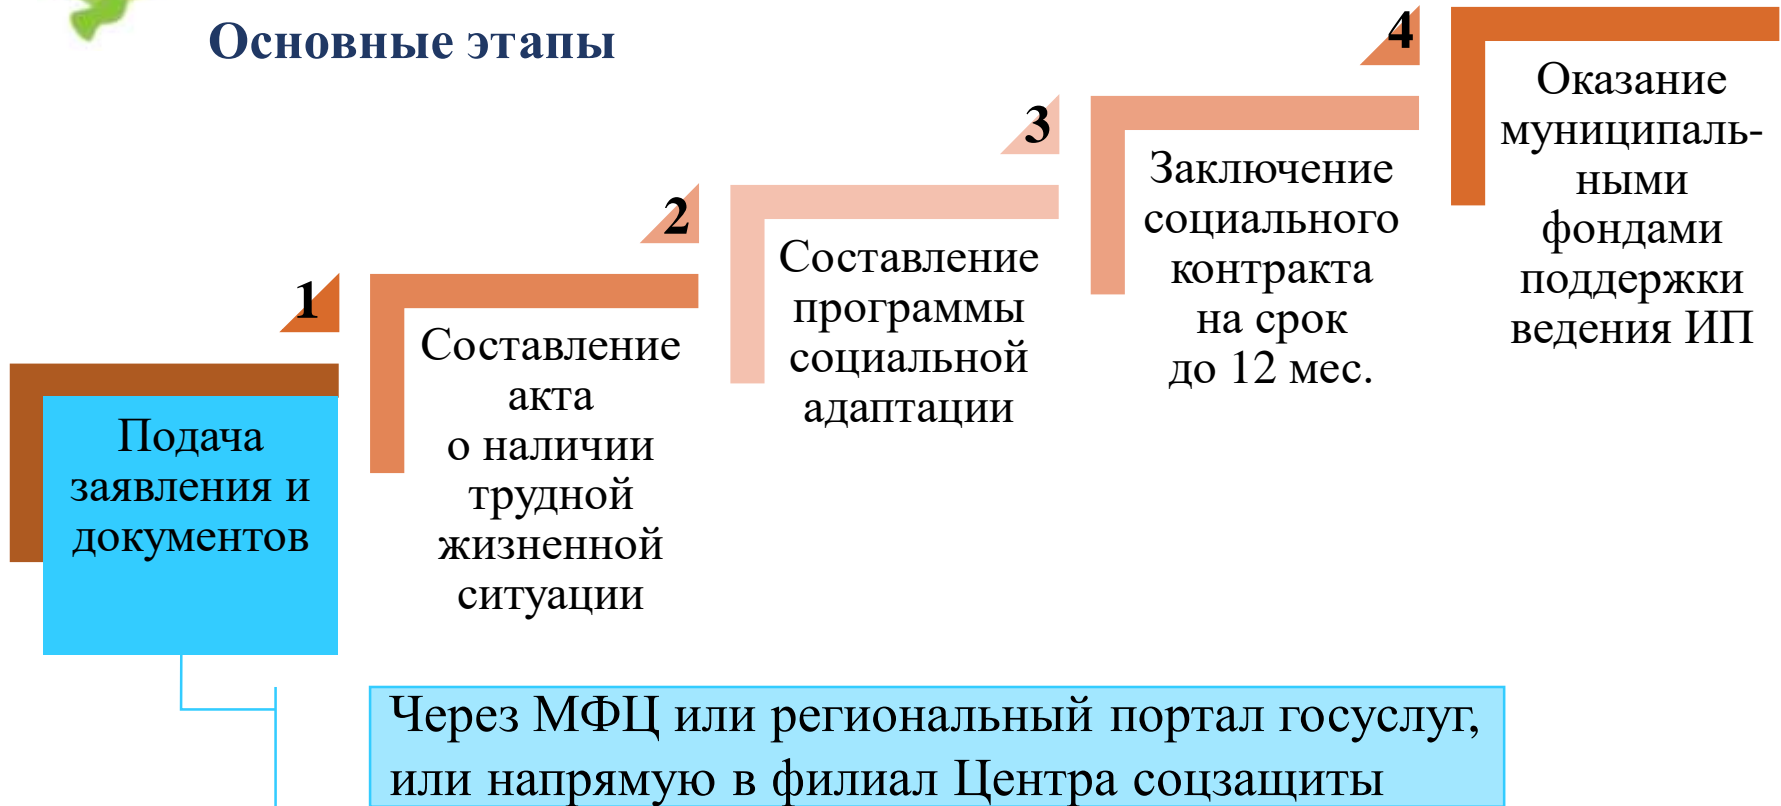 Основные этапы
1
Подача
заявления и
документов
2
Составление
акта
о наличии
трудной
жизненной
ситуации
3
Составление
программы
социальной
адаптации
4
Заключение
социального
контракта
на срок
до 12 мес.
Оказание
муниципаль-
ными
фондами
поддержки
ведения ИП
Через МФЦ или региональный портал госуслуг,
или напрямую в филиал Центра соцзащиты